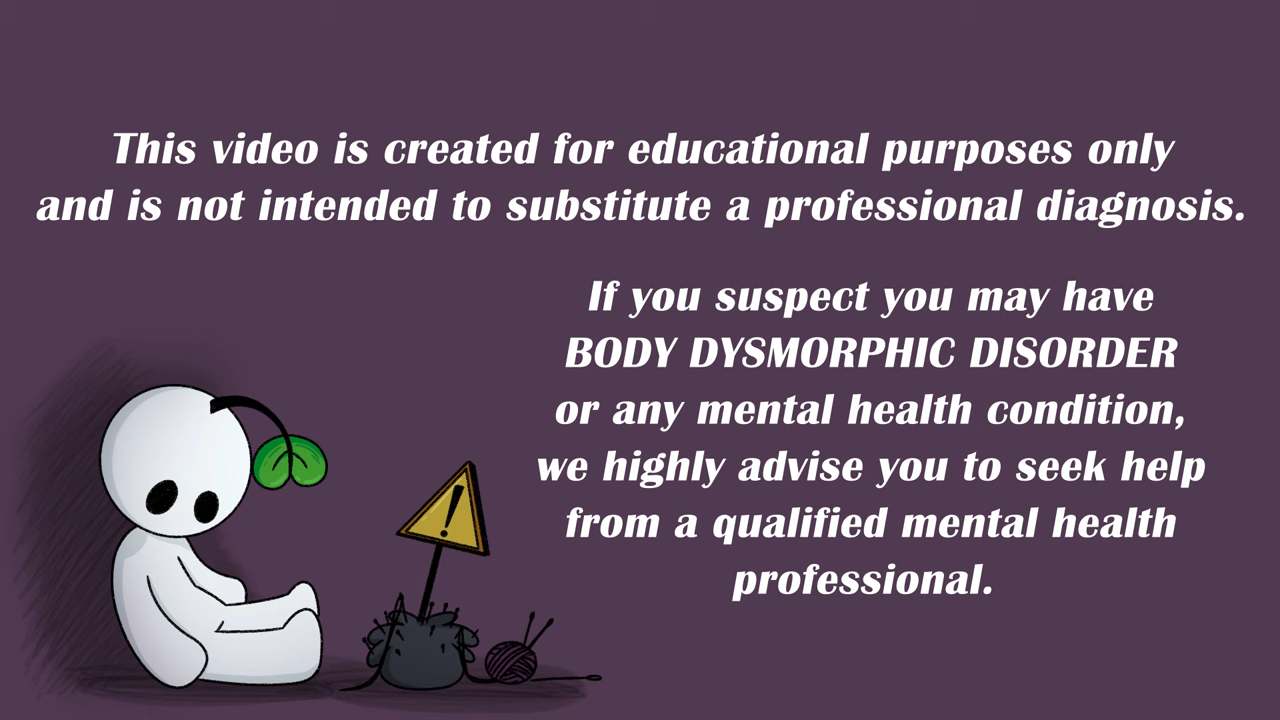 This video is created for educational purposes only
and is not intended to substitute a professional diagnosis.
If you suspect you may have
BODY DYSMORPHIC DISORDER
or any mental health condition,
we highly advise you to seek help
from a qualified mental health
professional.
!